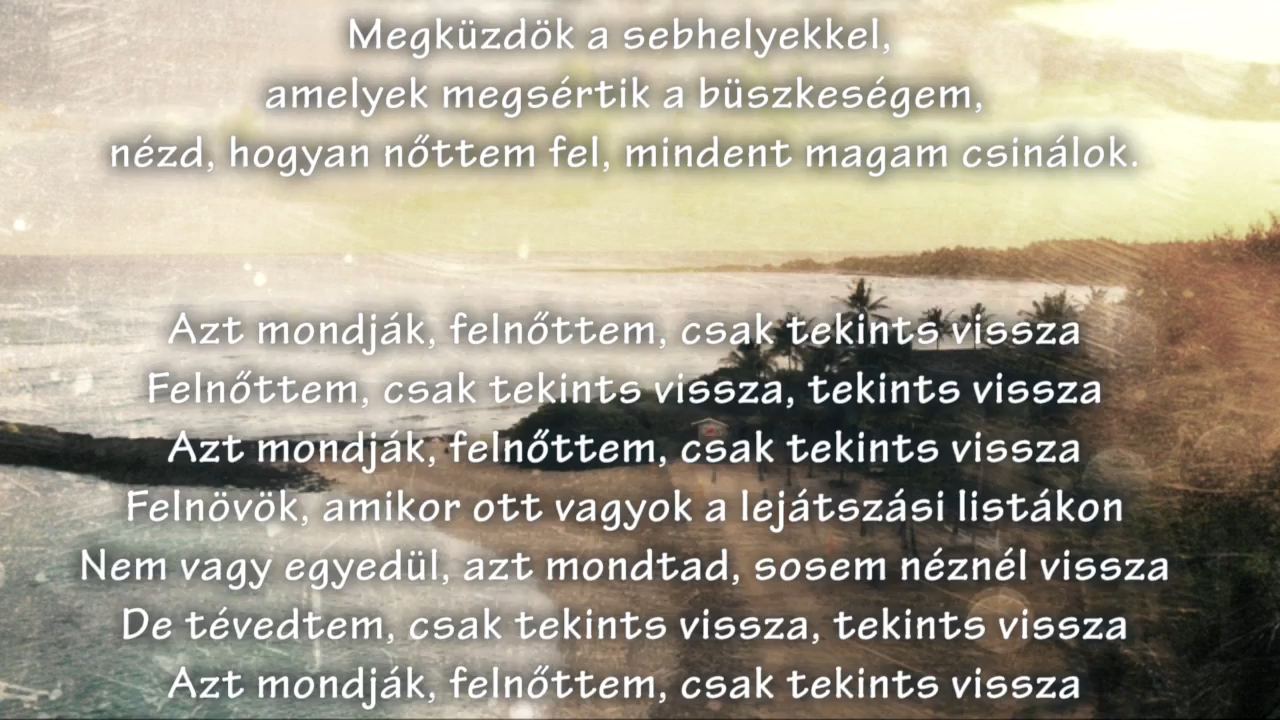 Megküzdök a sebhelyekkel,
amelyek megsértik a büszkeségem,
nézd, hogyan nőttem fel, mindent magam csinálok.
Azt mondják, felnőttem, csak tekints vissza
Felnőttem, csak tekints vissza, tekints vissza
Azt mondják, felnőttem, csak tekints vissza
Felnövök, amikor ott vagyok a lejátszási listákon
Nem vagy egyedül, azt mondtad, sosem néznél vissza
De tévedtem, csak tekints vissza, tekints vissza
Azt mondják, felnőttem, csak tekints vissza